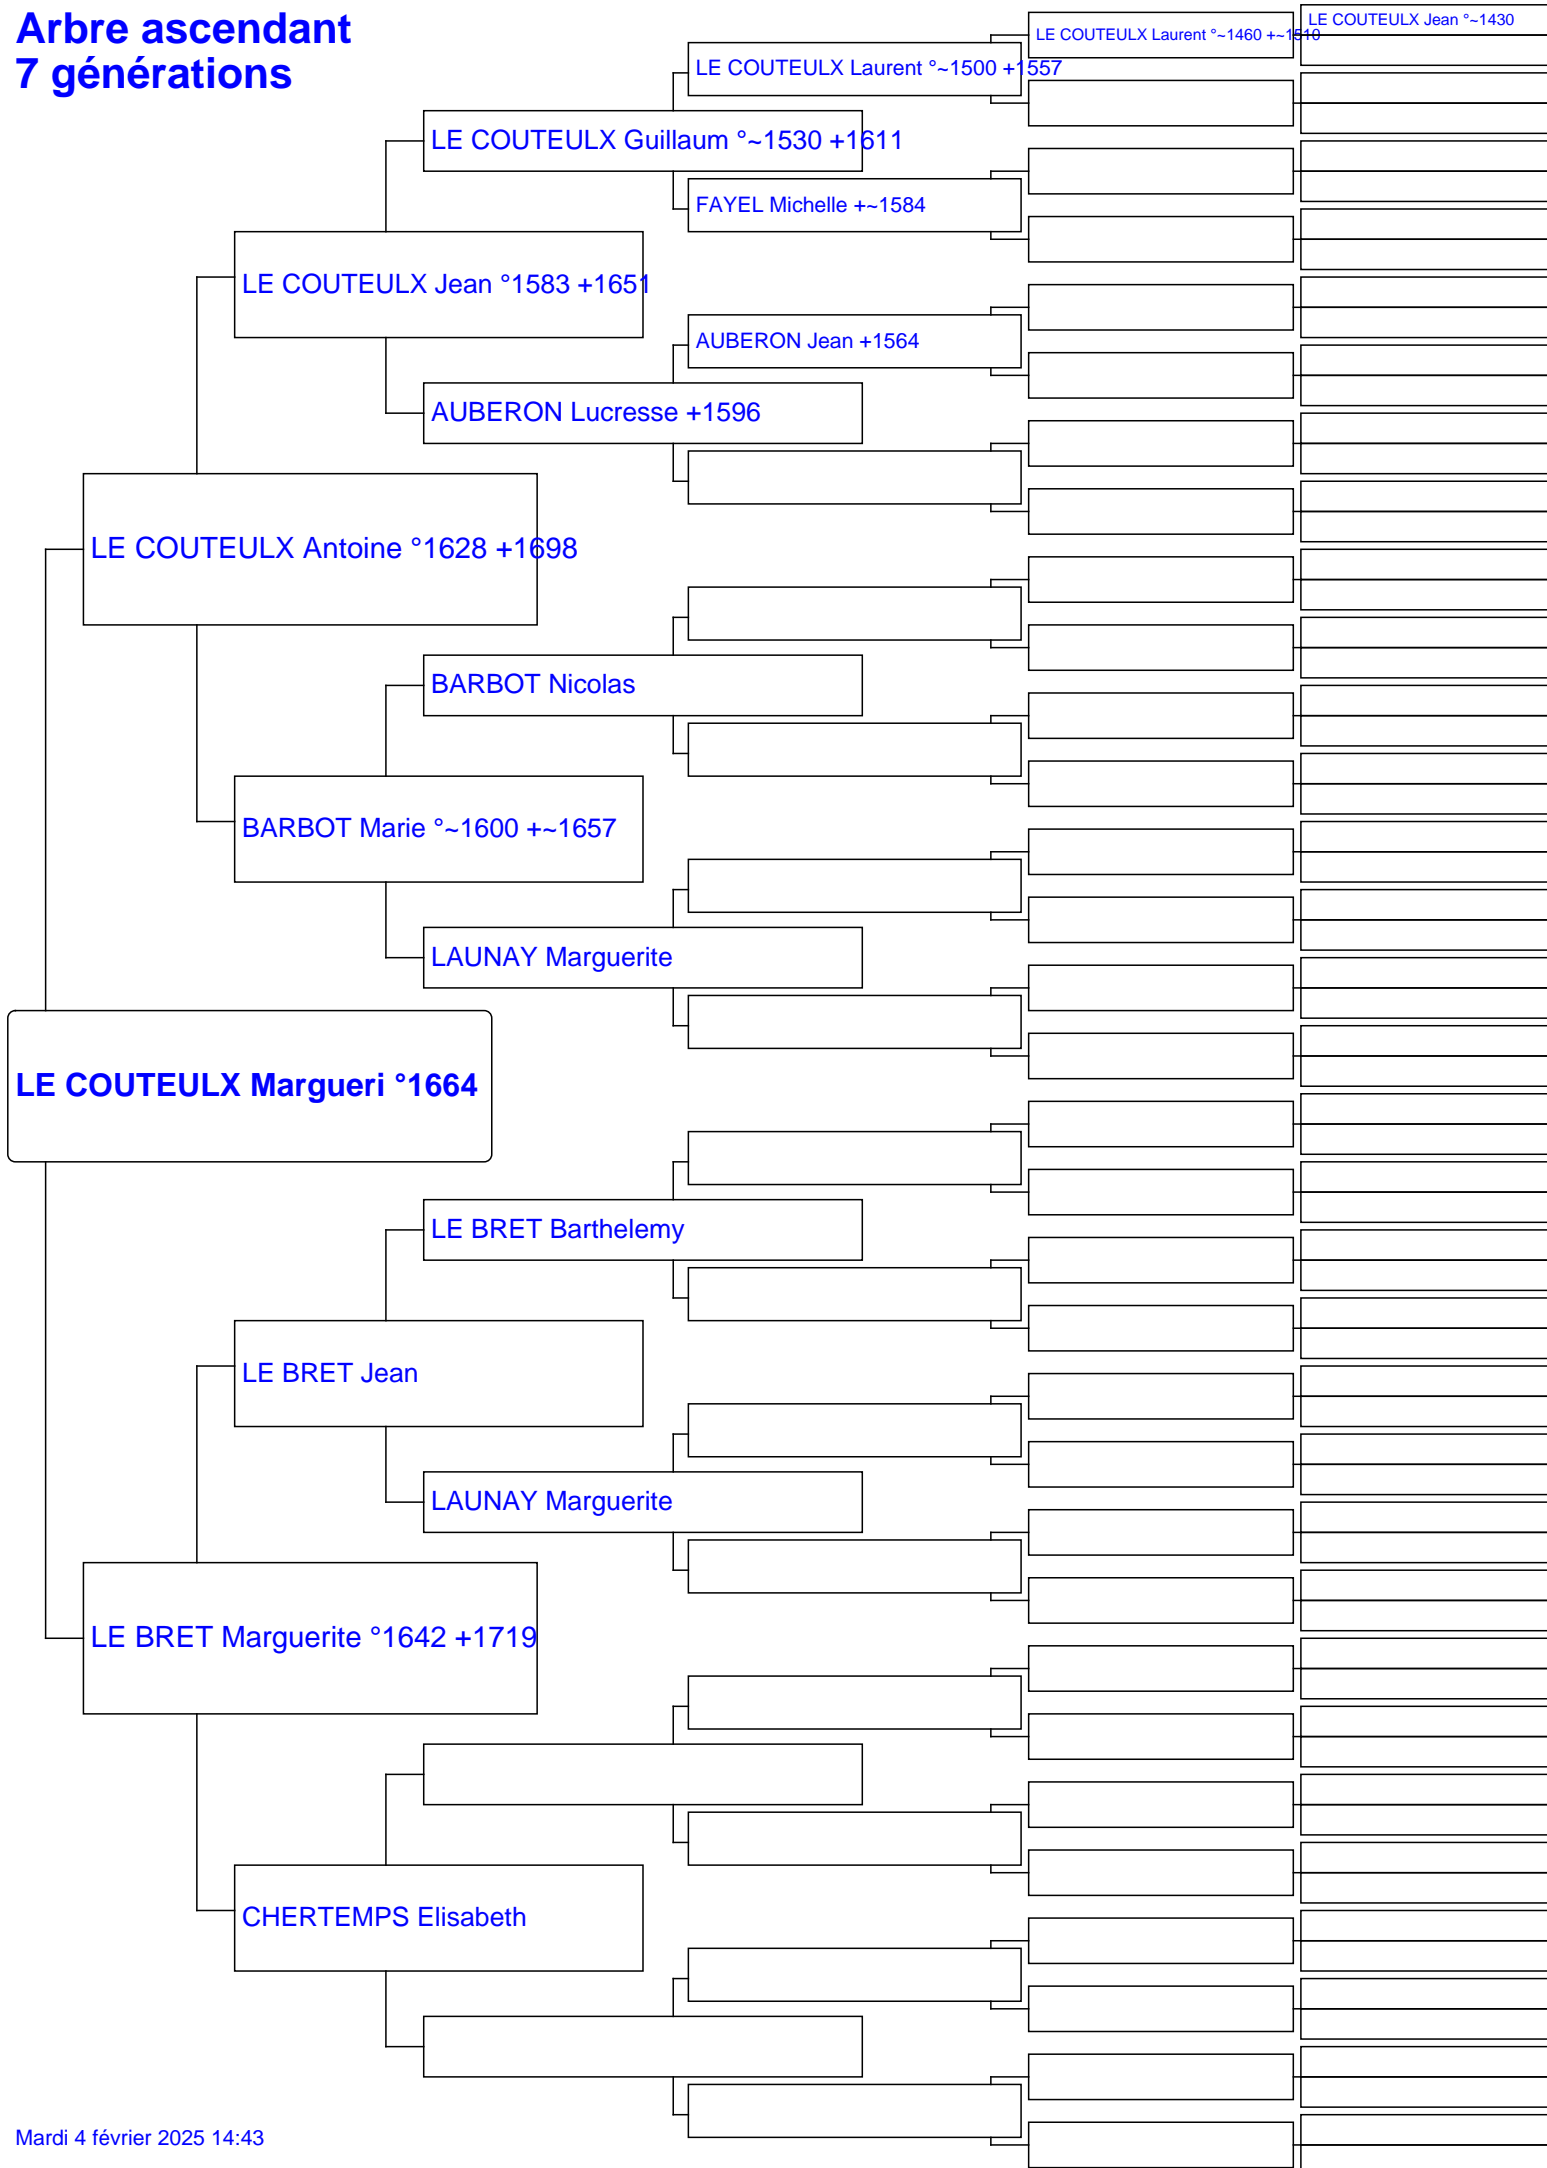 Arbre ascendant
7 générations
LE COUTEULX Jean °~1430
LE COUTEULX Laurent °~1460 +~1510
LE COUTEULX Laurent °~1500 +1557
LE COUTEULX Guillaum °~1530 +1611
FAYEL Michelle +~1584
LE COUTEULX Jean °1583 +1651
AUBERON Jean +1564
AUBERON Lucresse +1596
LE COUTEULX Antoine °1628 +1698
BARBOT Nicolas
BARBOT Marie °~1600 +~1657
LAUNAY Marguerite
LE COUTEULX Margueri °1664
LE BRET Barthelemy
LE BRET Jean
LAUNAY Marguerite
LE BRET Marguerite °1642 +1719
CHERTEMPS Elisabeth
Mardi 4 février 2025 14:43